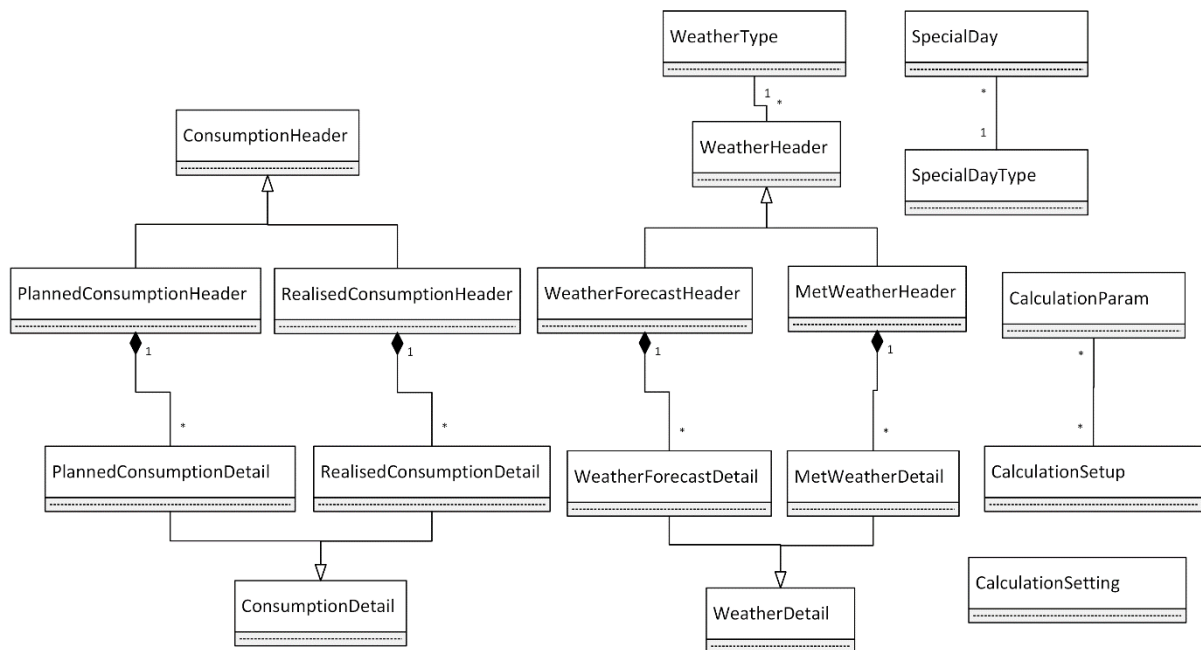 WeatherType
SpecialDay
1
*
*
ConsumptionHeader
WeatherHeader
1
SpecialDayType
PlannedConsumptionHeader
RealisedConsumptionHeader
WeatherForecastHeader
MetWeatherHeader
CalculationParam
1
1
1
1
*
*
*
*
*
*
PlannedConsumptionDetail
RealisedConsumptionDetail
WeatherForecastDetail
MetWeatherDetail
CalculationSetup
CalculationSetting
ConsumptionDetail
WeatherDetail